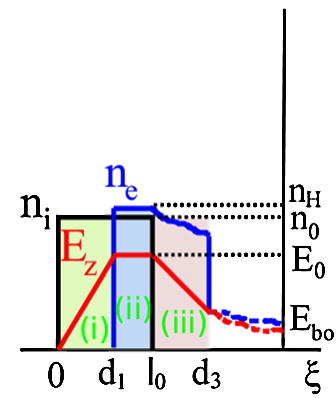 n_e
n_H
n_i
n_0
E_z
E_0
(ii)
(i)
(iii)
E_bo
0
d_1
l_0
d_3
ξ